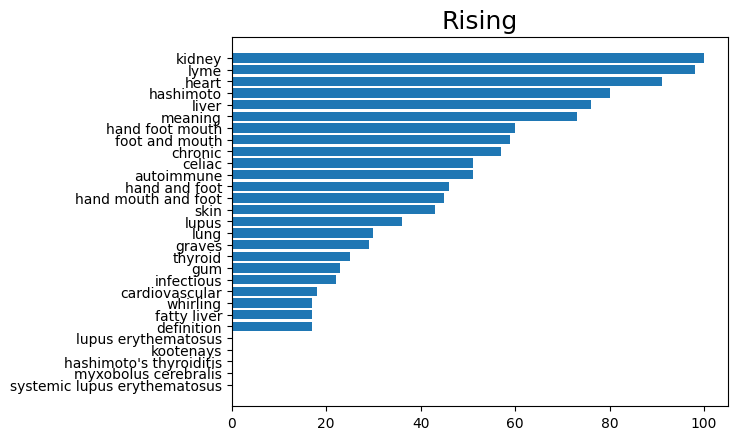 Rising
kidney
lyme
heart
hashimoto
liver
meaning
hand foot mouth
foot and mouth
chronic
celiac
autoimmune
hand and foot
hand mouth and foot
skin
lupus
lung
graves
thyroid
gum
infectious
cardiovascular
whirling
fatty liver
definition
lupus erythematosus
kootenays
hashimoto's thyroiditis
myxobolus cerebralis
systemic lupus erythematosus
0 20 40 60 80 100